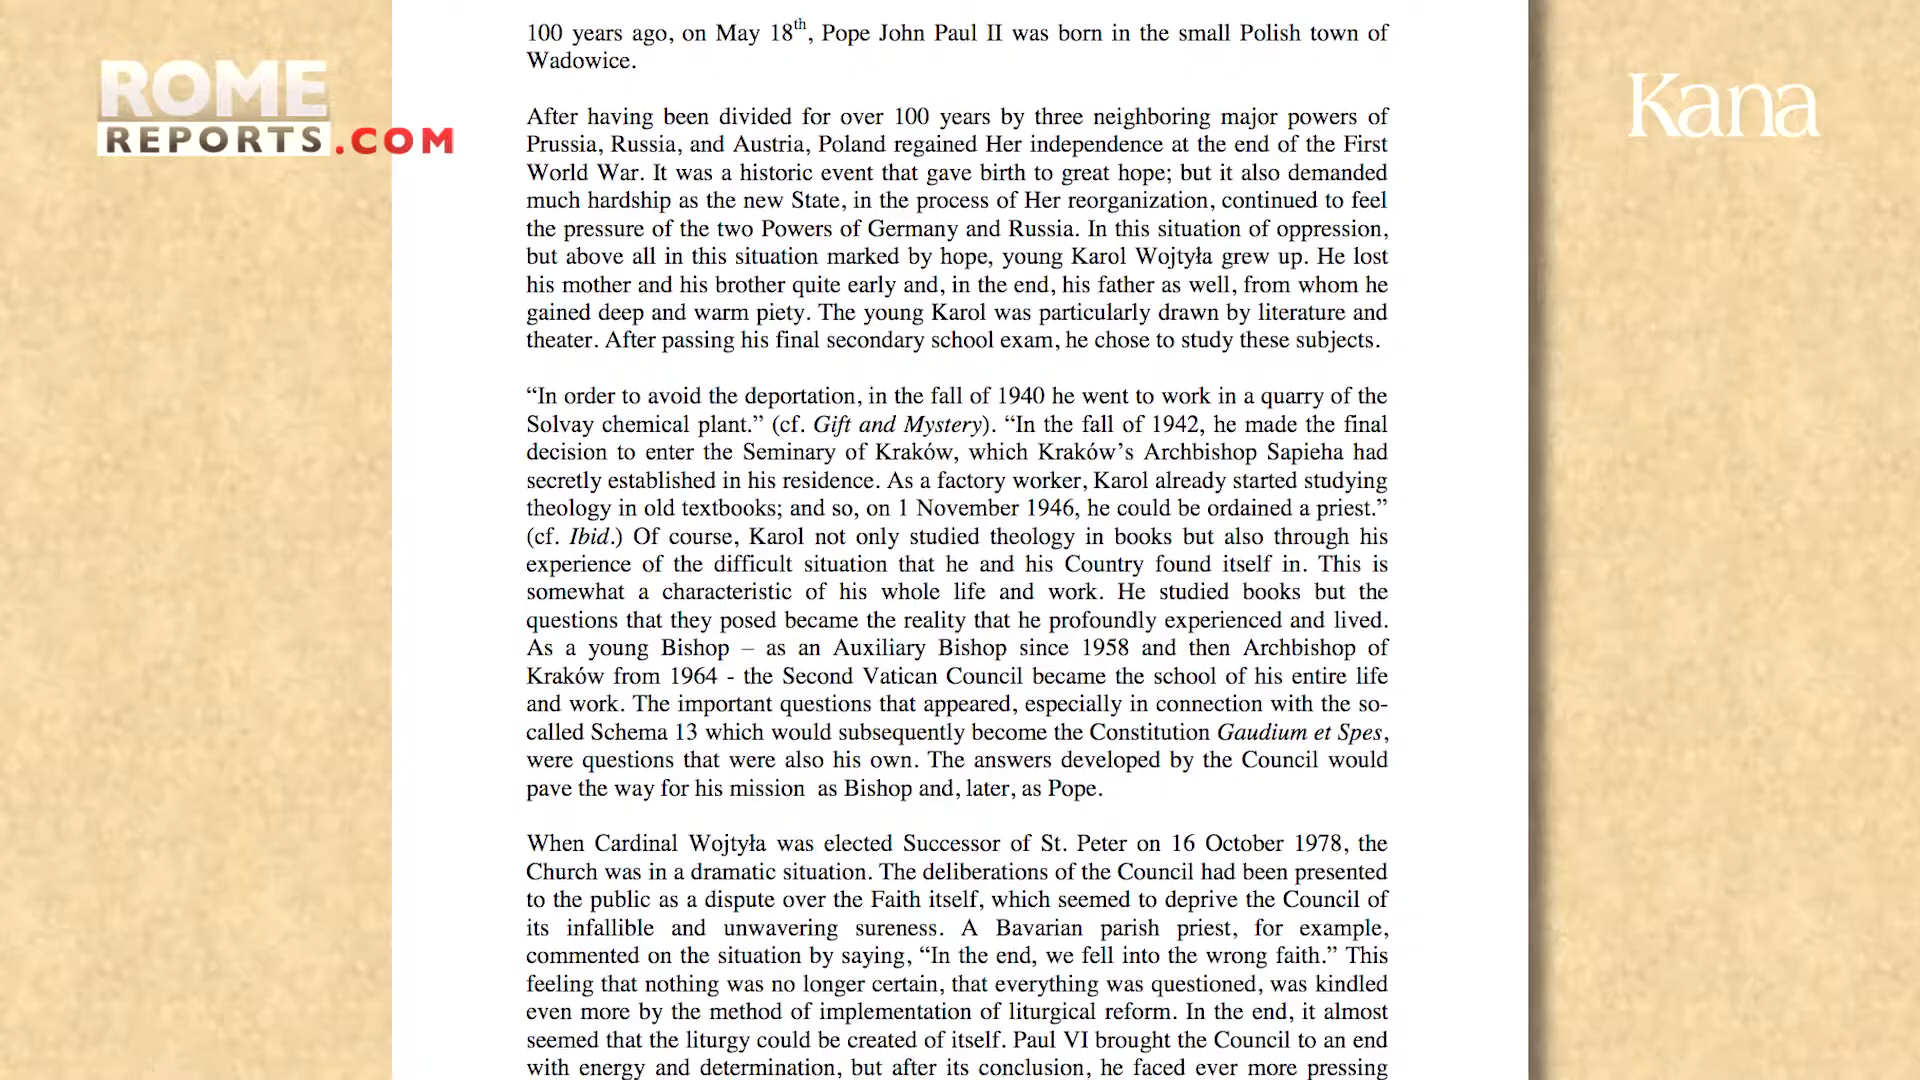 ROME
REPORTS.COM
Kana
100 years ago, on May 18th, Pope John Paul II was born in the small Polish town of
Wadowice.
After having been divided for over 100 years by three neighboring major powers of
Prussia, Russia, and Austria, Poland regained Her independence at the end of the First
World War. It was a historic event that gave birth to great hope; but it also demanded
much hardship as the new State, in the process of Her reorganization, continued to feel
the pressure of the two Powers of Germany and Russia. In this situation of oppression,
but above all in this situation marked by hope, young Karol Wojtyła grew up. He lost
his mother and his brother quite early and, in the end, his father as well, from whom he
gained deep and warm piety. The young Karol was particularly drawn by literature and
theater. After passing his final secondary school exam, he chose to study these subjects.
“In order to avoid the deportation, in the fall of 1940 he went to work in a quarry of the
Solvay chemical plant.” (cf. Gift and Mystery). “In the fall of 1942, he made the final
decision to enter the Seminary of Kraków, which Kraków’s Archbishop Sapieha had
secretly established in his residence. As a factory worker, Karol already started studying
theology in old textbooks; and so, on 1 November 1946, he could be ordained a priest.”
(cf. Ibid.) Of course, Karol not only studied theology in books but also through his
experience of the difficult situation that he and his Country found itself in. This is
somewhat a characteristic of his whole life and work. He studied books but the
questions that they posed became the reality that he profoundly experienced and lived.
As a young Bishop – as an Auxiliary Bishop since 1958 and then Archbishop of
Kraków from 1964 - the Second Vatican Council became the school of his entire life
and work. The important questions that appeared, especially in connection with the so-
called Schema 13 which would subsequently become the Constitution Gaudium et Spes,
were questions that were also his own. The answers developed by the Council would
pave the way for his mission as Bishop and, later, as Pope.
When Cardinal Wojtyła was elected Successor of St. Peter on 16 October 1978, the
Church was in a dramatic situation. The deliberations of the Council had been presented
to the public as a dispute over the Faith itself, which seemed to deprive the Council of
its infallible and unwavering sureness. A Bavarian parish priest, for example,
commented on the situation by saying, “In the end, we fell into the wrong faith.” This
feeling that nothing was no longer certain, that everything was questioned, was kindled
even more by the method of implementation of liturgical reform. In the end, it almost
seemed that the liturgy could be created of itself. Paul VI brought the Council to an end
with energy and determination, but after its conclusion, he faced ever more pressing